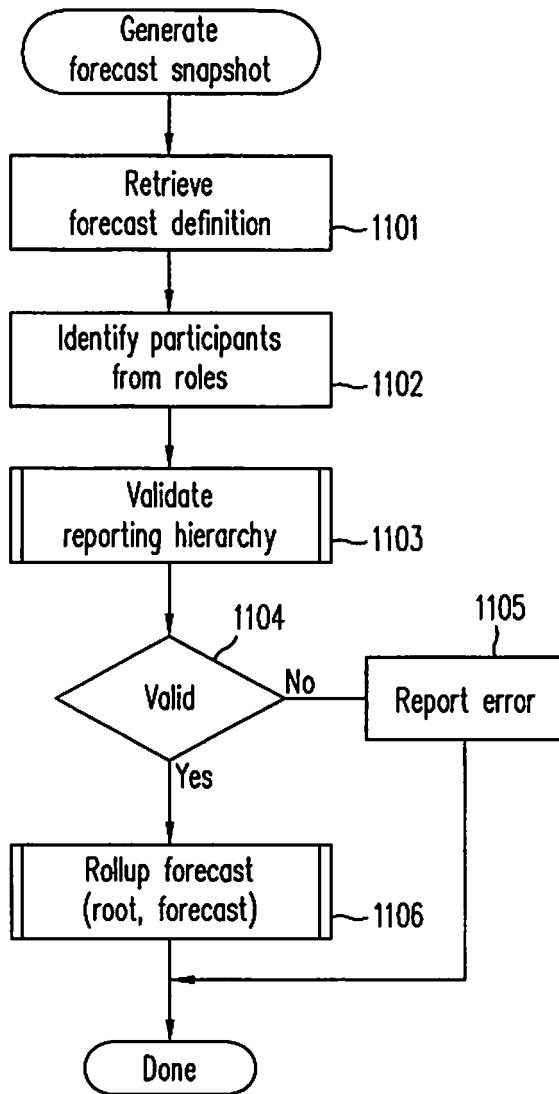 Generate
forecast snapshot
Retrieve
forecast definition
1101
Identify participants
from roles
1102
Validate
reporting hierarchy
1103
1104
Valid
No
Yes
1105
Report error
Rollup forecast
(root, forecast)
1106
Done